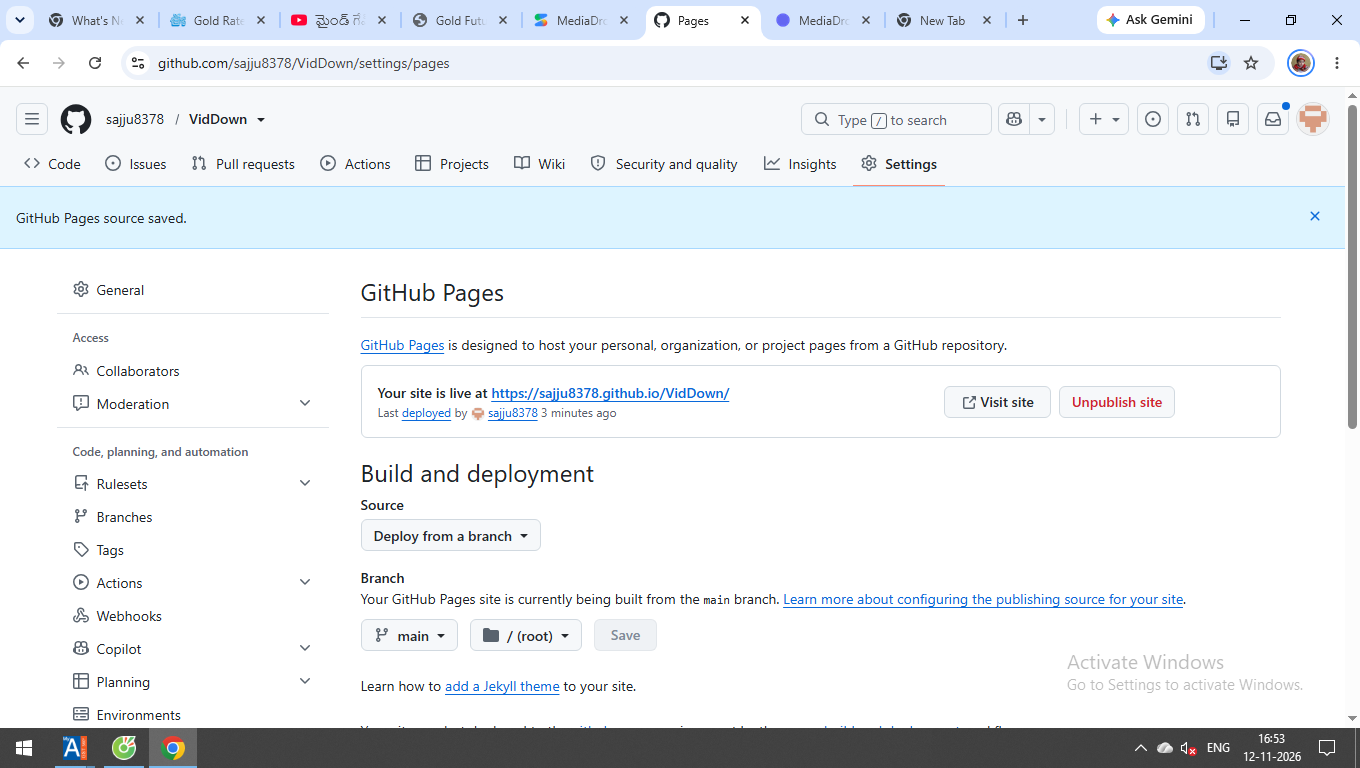 What's N
Gold Rate
మైండ్ గే
Gold Futu
MediaDro
Pages
MediaDro
New Tab
Ask Gemini
github.com/sajju8378/VidDown/settings/pages
sajju8378 / VidDown
Type / to search
Code
Issues
Pull requests
Actions
Projects
Wiki
Security and quality
Insights
Settings
GitHub Pages source saved.
General
Access
Collaborators
Moderation
Code, planning, and automation
Rulesets
Branches
Tags
Actions
Webhooks
Copilot
Planning
Environments
GitHub Pages
GitHub Pages is designed to host your personal, organization, or project pages from a GitHub repository.
Your site is live at https://sajju8378.github.io/VidDown/
Last deployed by sajju8378 3 minutes ago
Visit site
Unpublish site
Build and deployment
Source
Deploy from a branch
Branch
Your GitHub Pages site is currently being built from the main branch. Learn more about configuring the publishing source for your site.
main
/ (root)
Save
Learn how to add a Jekyll theme to your site.
Activate Windows
Go to Settings to activate Windows.
ENG
16:53
12-11-2026